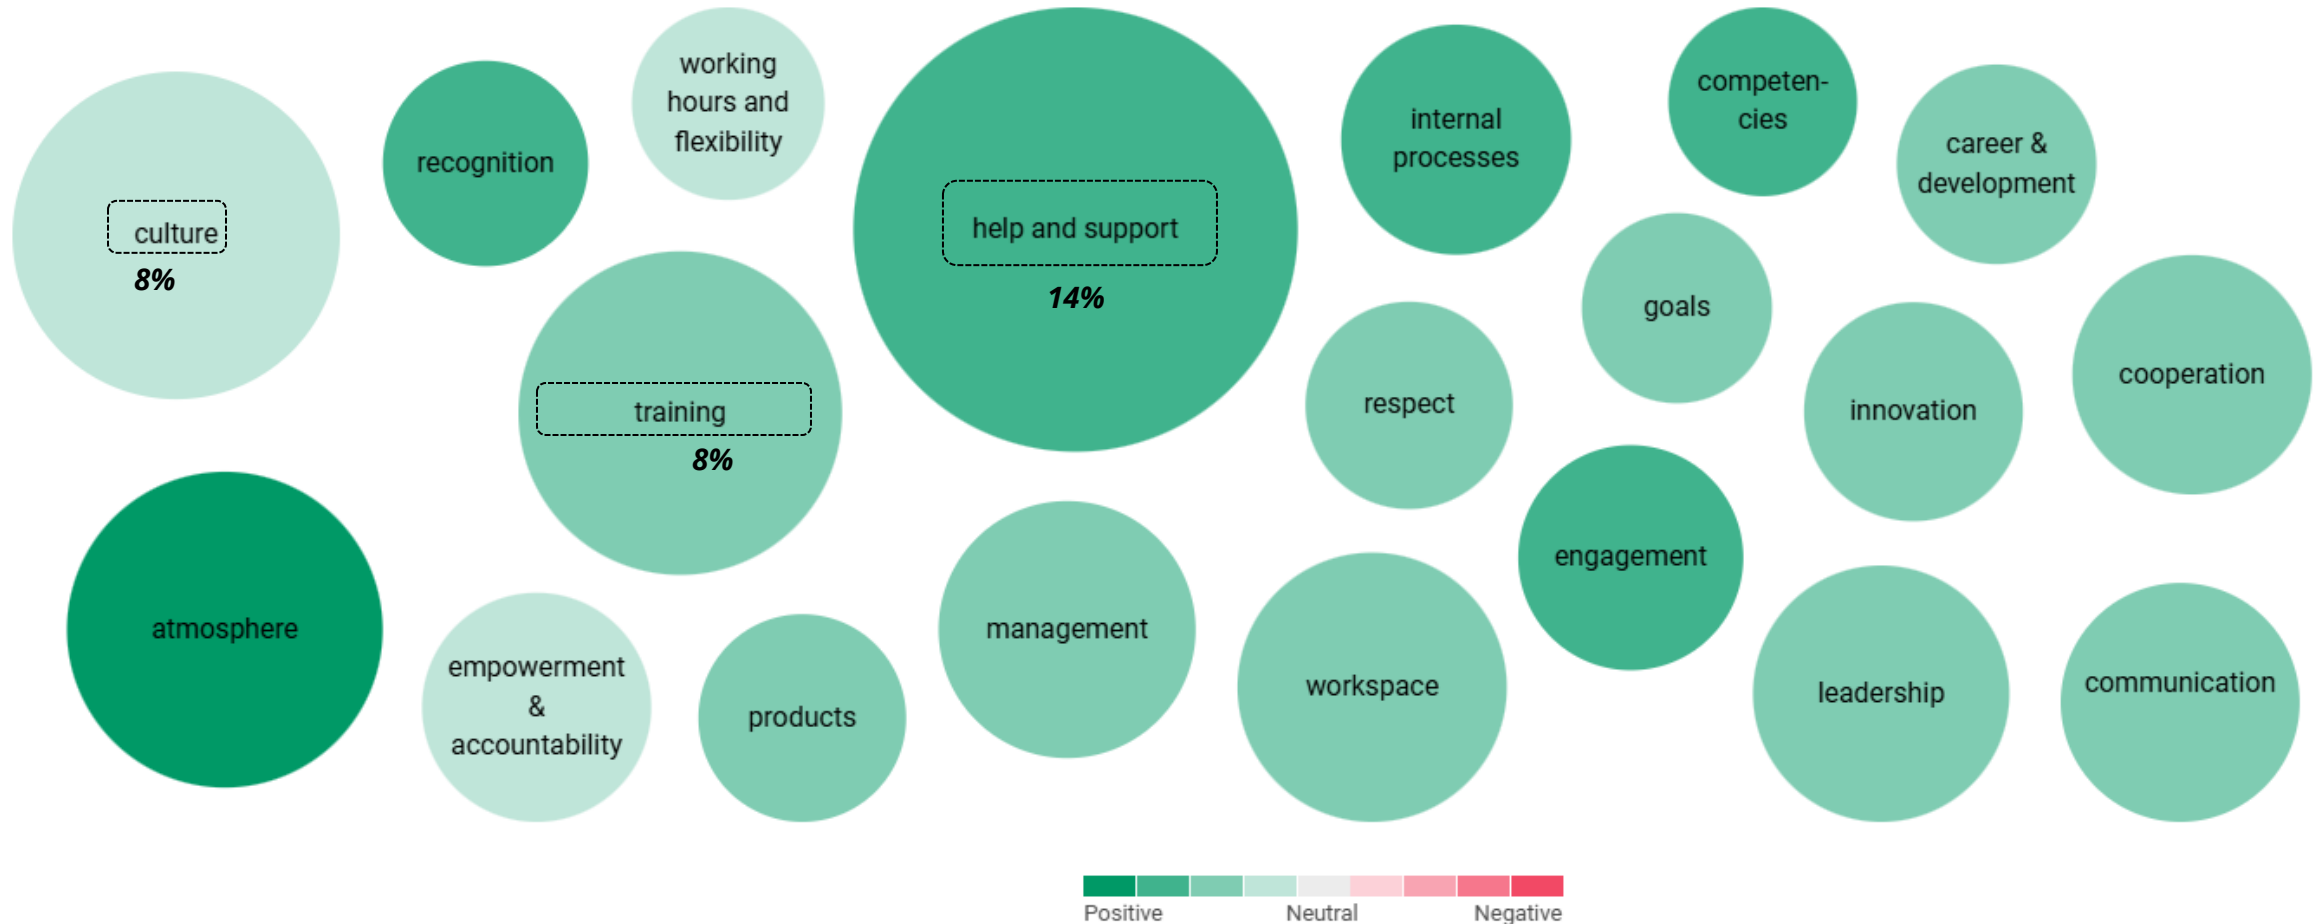 culture
8%
recognition
working
hours and
flexibility
training
8%
help and support
14%
internal
processes
competen-
cies
career &
development
goals
respect
innovation
cooperation
atmosphere
empowerment
&
accountability
products
management
workspace
engagement
leadership
communication
Positive
Neutral
Negative